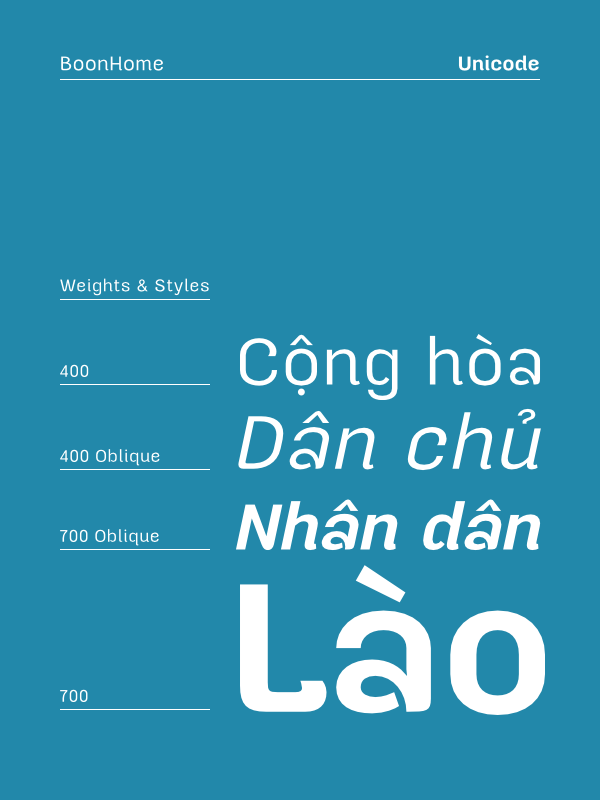 BoonHome Unicode
Weights & Styles
400 Cộng hòa
400 Oblique Dân chủ
700 Oblique Nhân dân
700 Lào